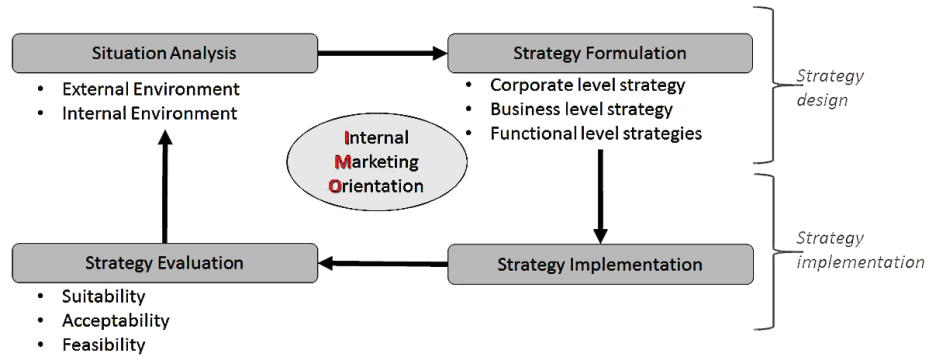 Situation Analysis
• External Environment
• Internal Environment
Strategy Formulation
• Corporate level strategy
• Business level strategy
• Functional level strategies
Strategy
design
Internal
Marketing
Orientation
Strategy Evaluation
• Suitability
• Acceptability
• Feasibility
Strategy Implementation
Strategy
implementation